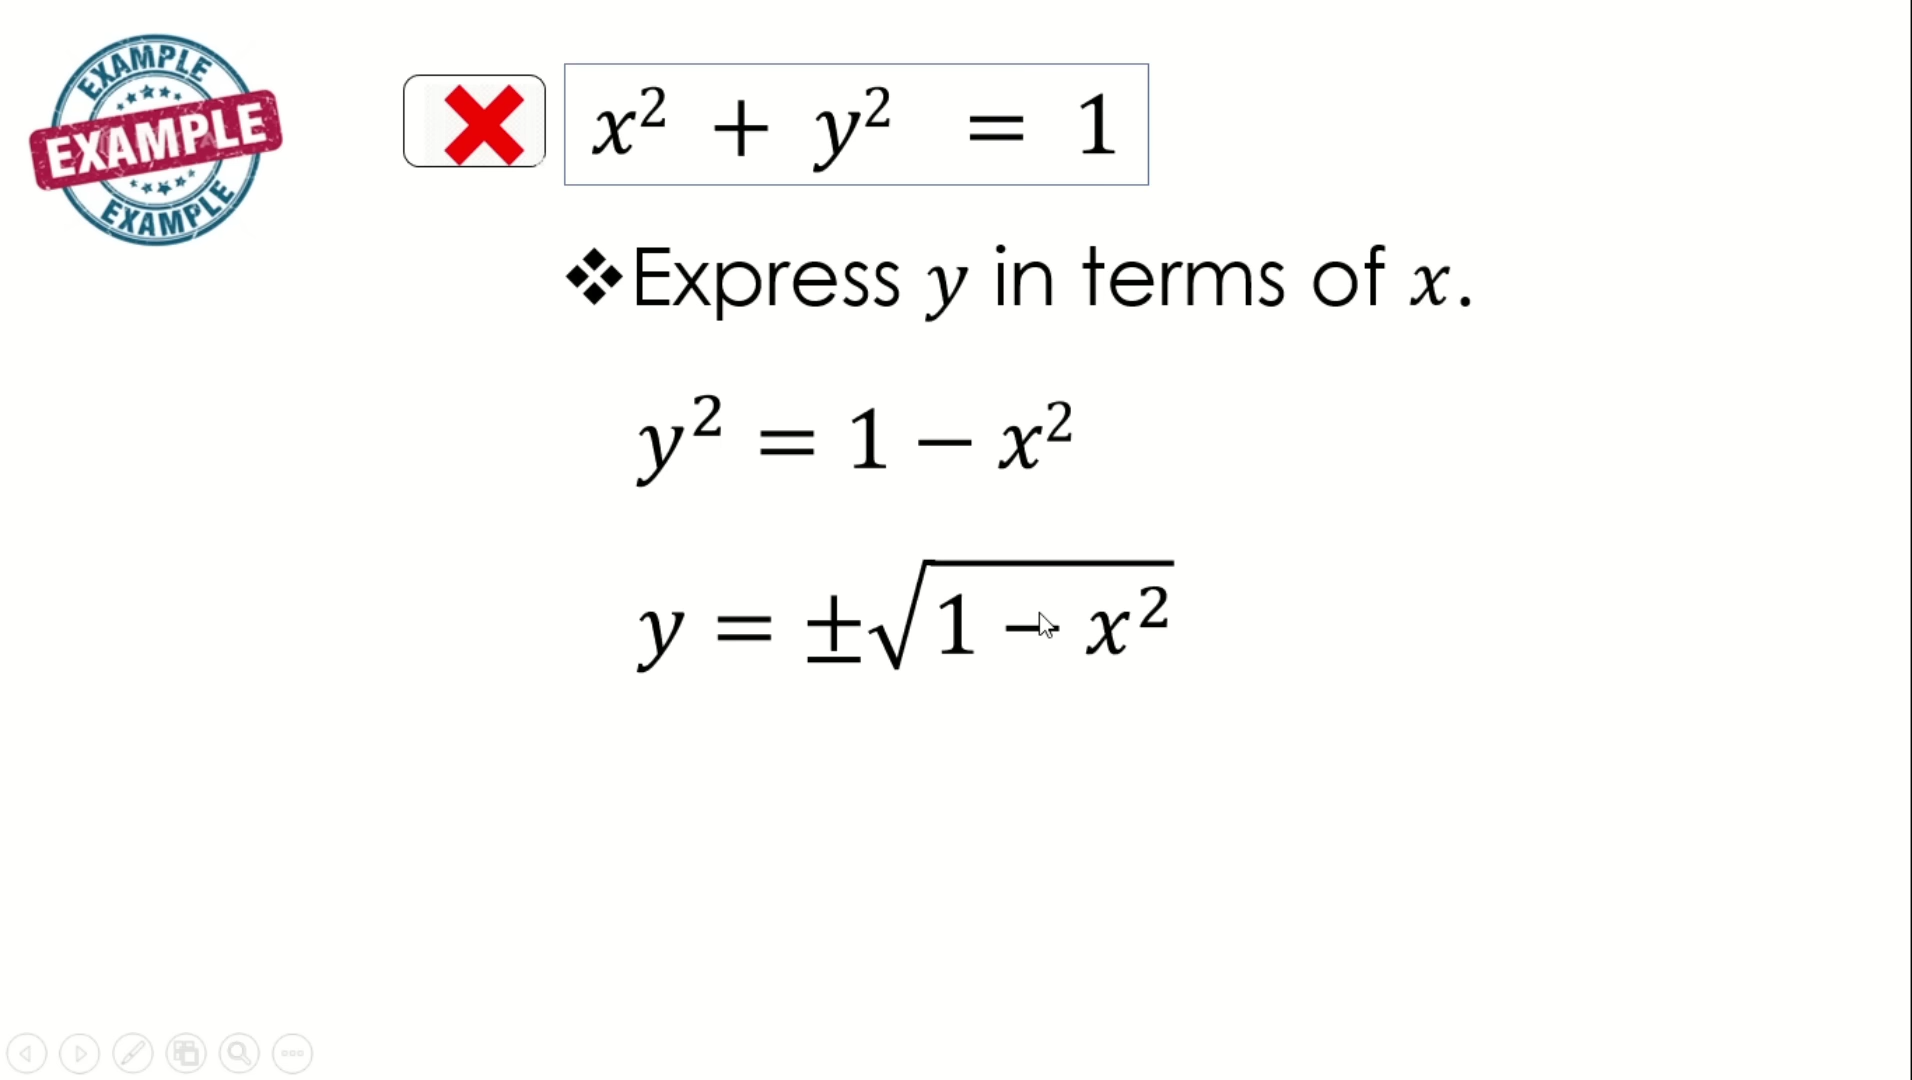 EXAMPLE
EXAMPLE
EXAMPLE
x² + y² = 1
❖Express y in terms of x.
y² = 1 − x²
y = ±√(1 − x²)